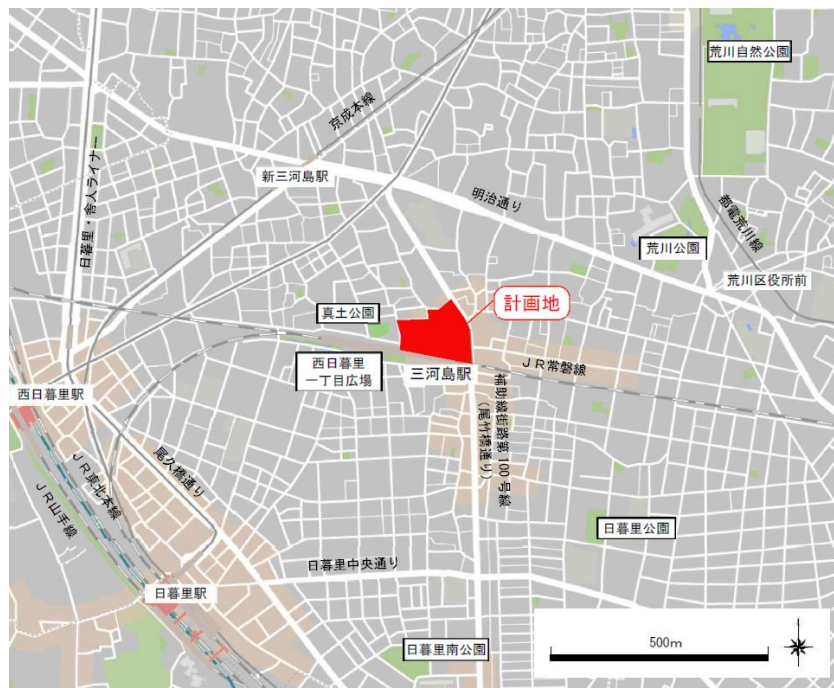 荒川自然公園
京成本線
日暮里・舎人ライナー
新三河島駅
明治通り
都電荒川線
荒川公園
荒川区役所前
計画地
真土公園
西日暮里
一丁目広場
三河島駅
JR常磐線
補助線街路第100号線
(尾竹橋通り)
西日暮里駅
尾久橋通り
JR東北本線
JR山手線
日暮里公園
日暮里中央通り
日暮里駅
日暮里南公園
500m